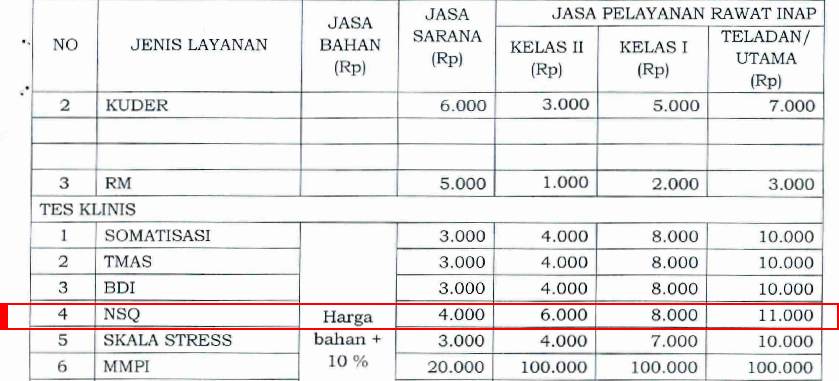 NO JENIS LAYANAN JASA BAHAN (Rp) JASA SARANA (Rp) JASA PELAYANAN RAWAT INAP
KELAS II (Rp) KELAS I (Rp) TELADAN/ UTAMA (Rp)
2 KUDER 6.000 3.000 5.000 7.000
3 RM 5.000 1.000 2.000 3.000
TES KLINIS
1 SOMATISASI 3.000 4.000 8.000 10.000
2 TMAS 3.000 4.000 8.000 10.000
3 BDI 3.000 4.000 8.000 10.000
4 NSQ Harga 4.000 6.000 8.000 11.000
5 SKALA STRESS bahan + 3.000 4.000 7.000 10.000
6 MMPI 10 % 20.000 100.000 100.000 100.000